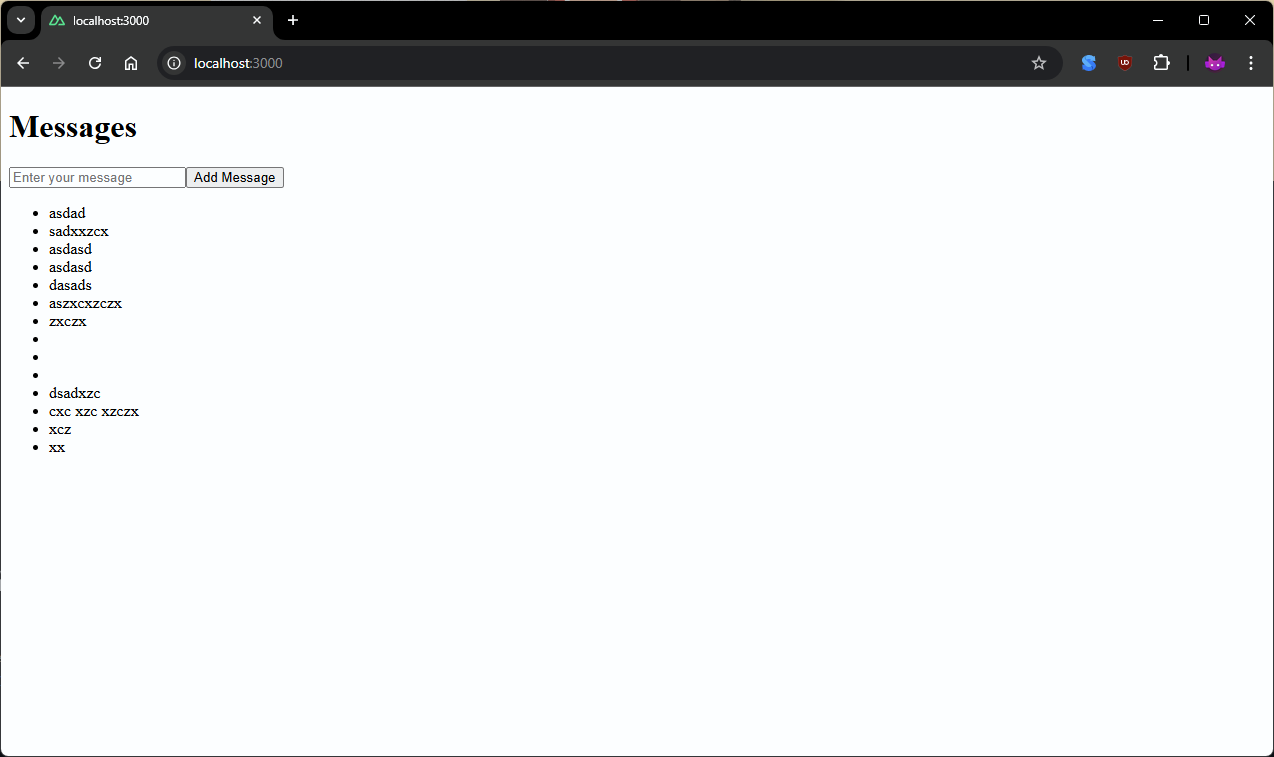 localhost:3000
localhost:3000
Messages
Enter your message Add Message
asdad
sadxxzcx
asdasd
asdasd
dasads
aszxcxzczx
zxczx
dsadxzc
cxc xzc xzczx
xcz
xx